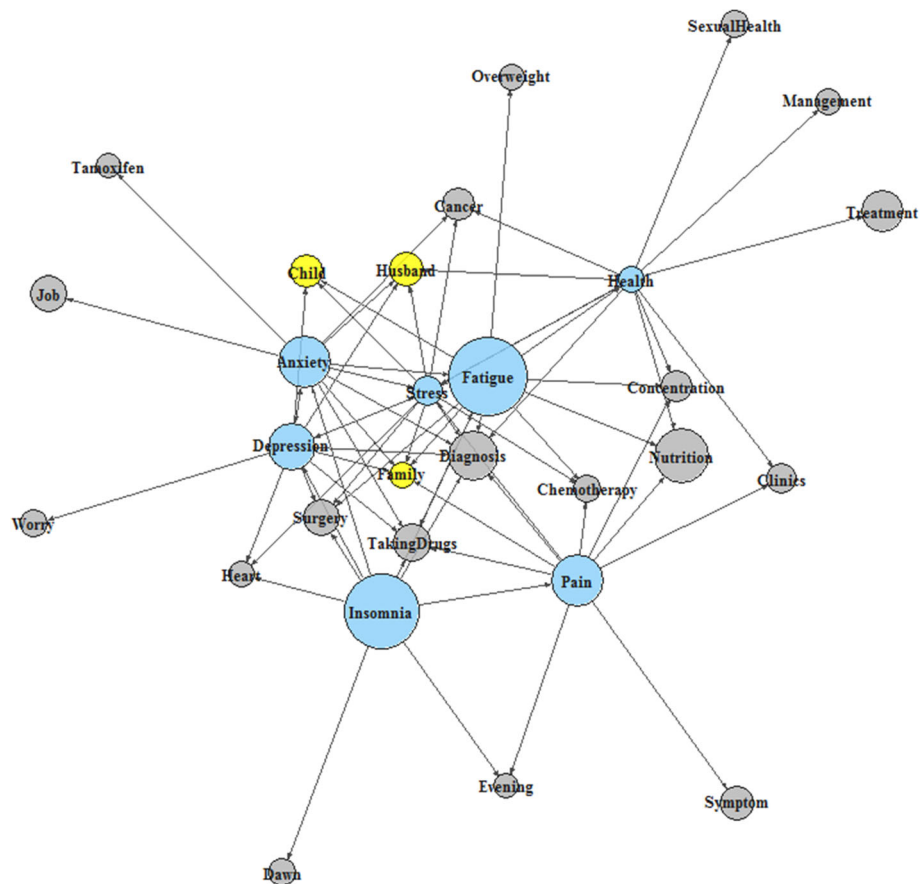 SexualHealth
Overweight
Management
Tamoxifen
Cancer
Treatment
Child
Husband
Health
Job
Anxiety
Fatigue
Stress
Concentration
Depression
Diagnosis
Nutrition
Family
Clinics
Chemotherapy
Surgery
Worry
TakingDrugs
Heart
Pain
Insomnia
Evening
Symptom
Dawn